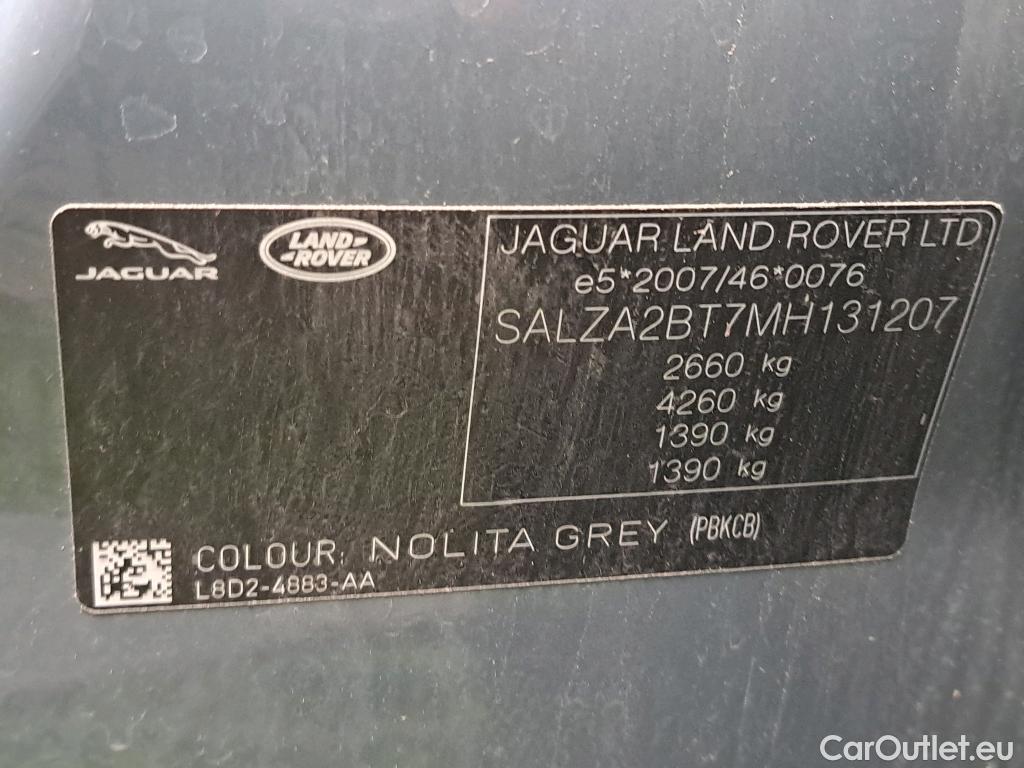 JAGUAR
LAND ROVER
JAGUAR LAND ROVER LTD
e5*2007/46*0076
SALZA2BT7MH131207
2660 kg
4260 kg
1390 kg
1390 kg
COLOUR: NOLITA GREY (PBKCB)
L8D2-4883-AA
CarOutlet.eu